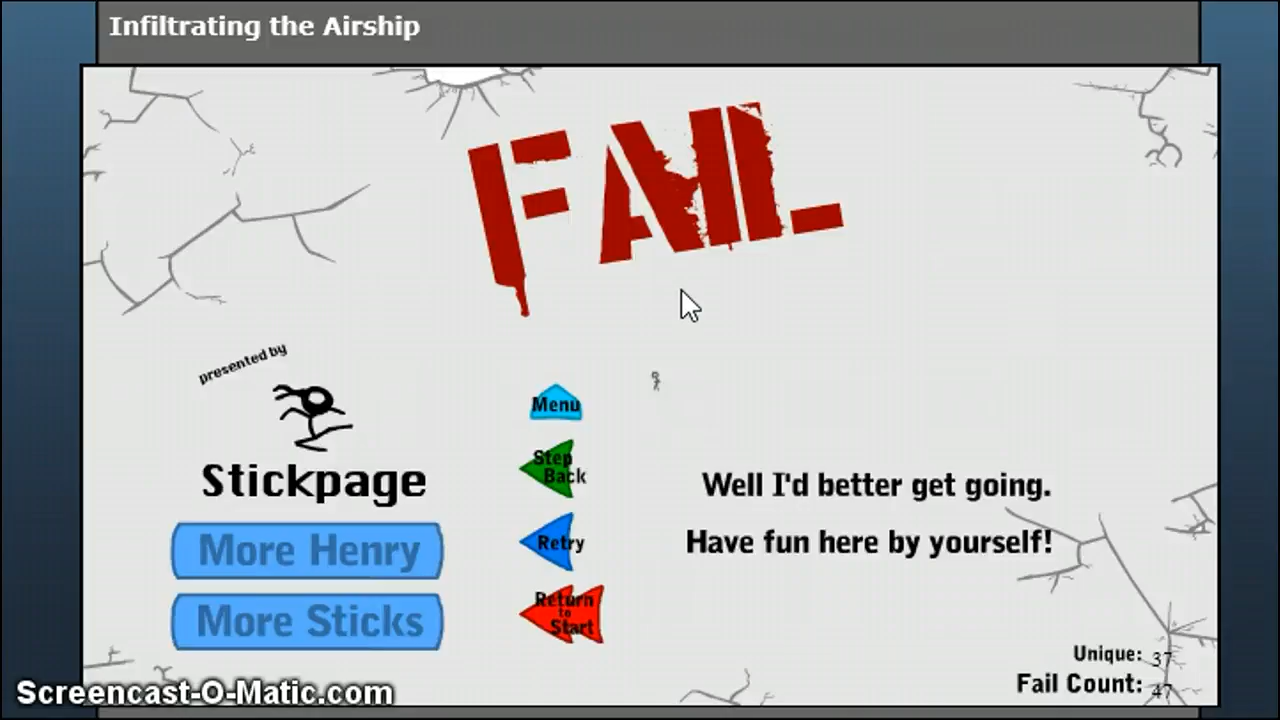 Infiltrating the Airship
FAIL
presented by
Stickpage
More Henry
More Sticks
Menu
Step
Back
Retry
Return
to
Start
Well I'd better get going.
Have fun here by yourself!
Unique: 37
Fail Count: 47
Screencast-O-Matic.com